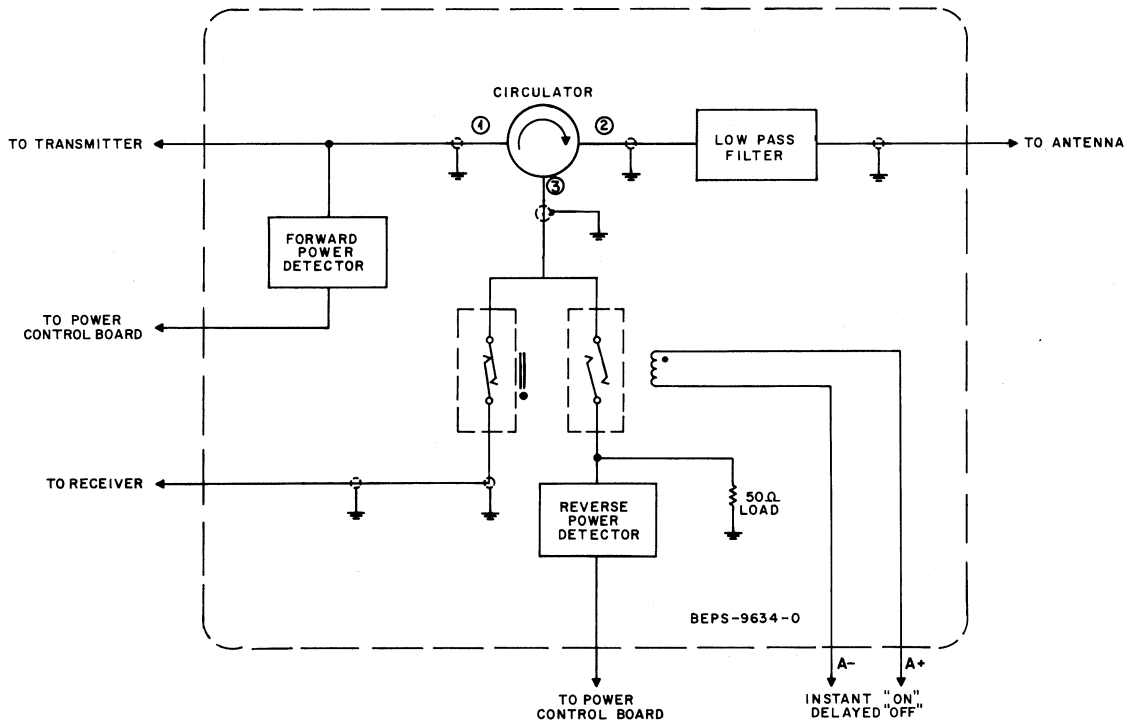 CIRCULATOR
①
②
TO TRANSMITTER
LOW PASS
FILTER
TO ANTENNA
③
FORWARD
POWER
DETECTOR
TO POWER
CONTROL BOARD
TO RECEIVER
50Ω
LOAD
REVERSE
POWER
DETECTOR
BEPS-9634-0
A-
A+
TO POWER
CONTROL BOARD
INSTANT "ON"
DELAYED "OFF"